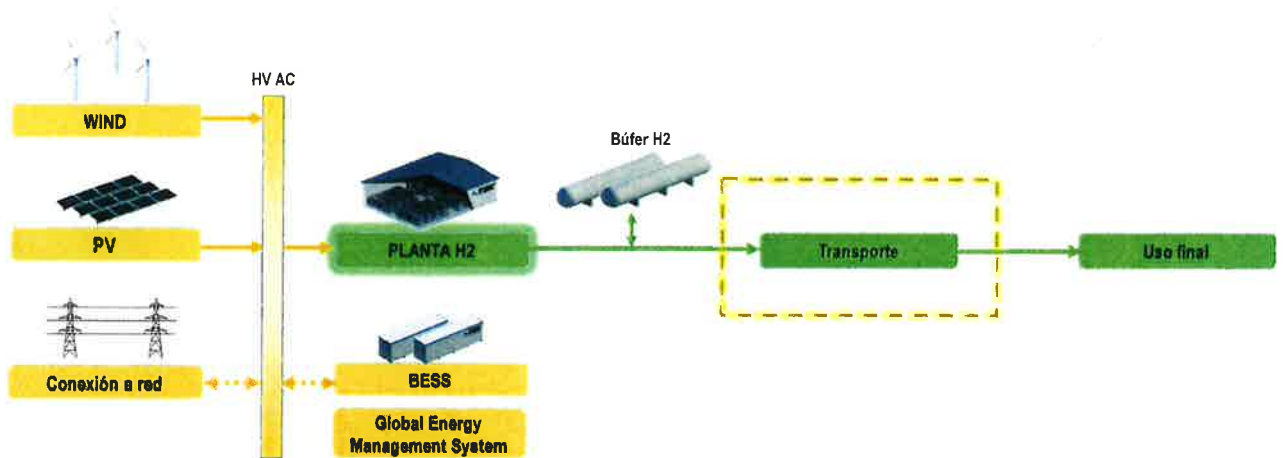 HV AC
WIND
Búfer H2
PV
PLANTA H2
Transporte
Uso final
Conexión a red
BESS
Global Energy
Management System